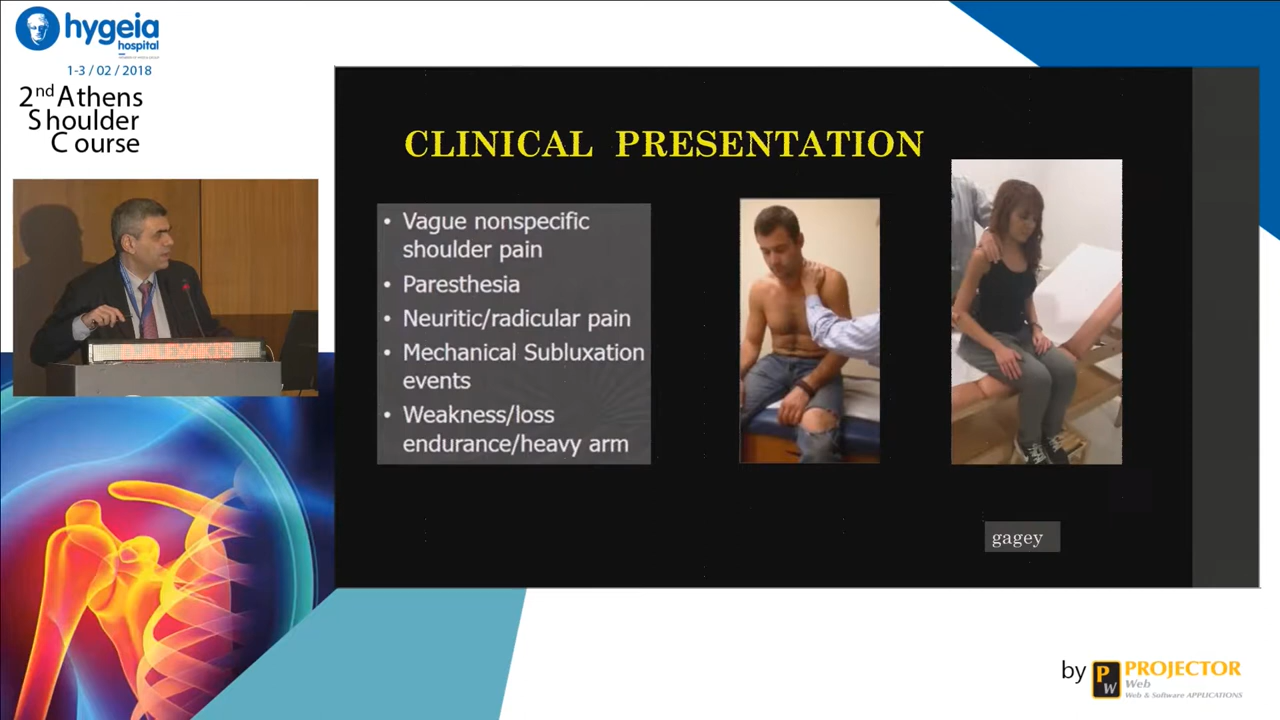 hygeia
hospital
1-3 / 02 / 2018
2nd Athens
Shoulder
Course
CLINICAL PRESENTATION
• Vague nonspecific
shoulder pain
• Paresthesia
• Neuritic/radicular pain
• Mechanical Subluxation
events
• Weakness/loss
endurance/heavy arm
gagey
by
PW
PROJECTOR
Web
Web & Software APPLICATIONS